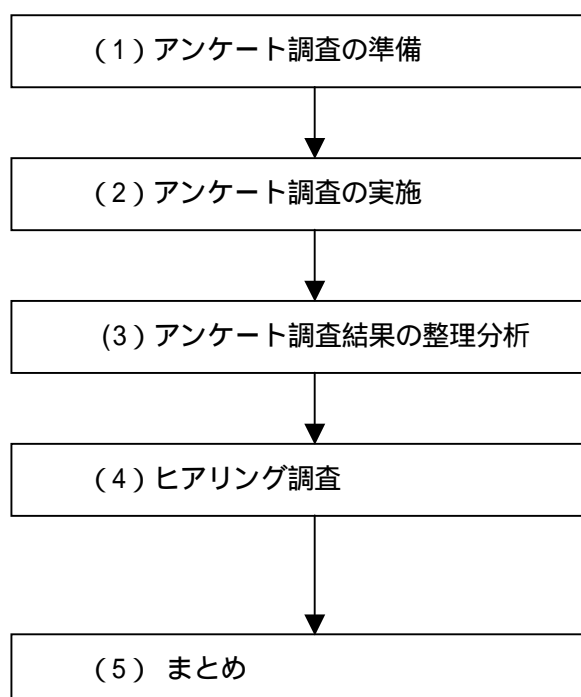 （1）アンケート調査の準備
（2）アンケート調査の実施
(3）アンケート調査結果の整理分析
（4）ヒアリング調査
（5） まとめ